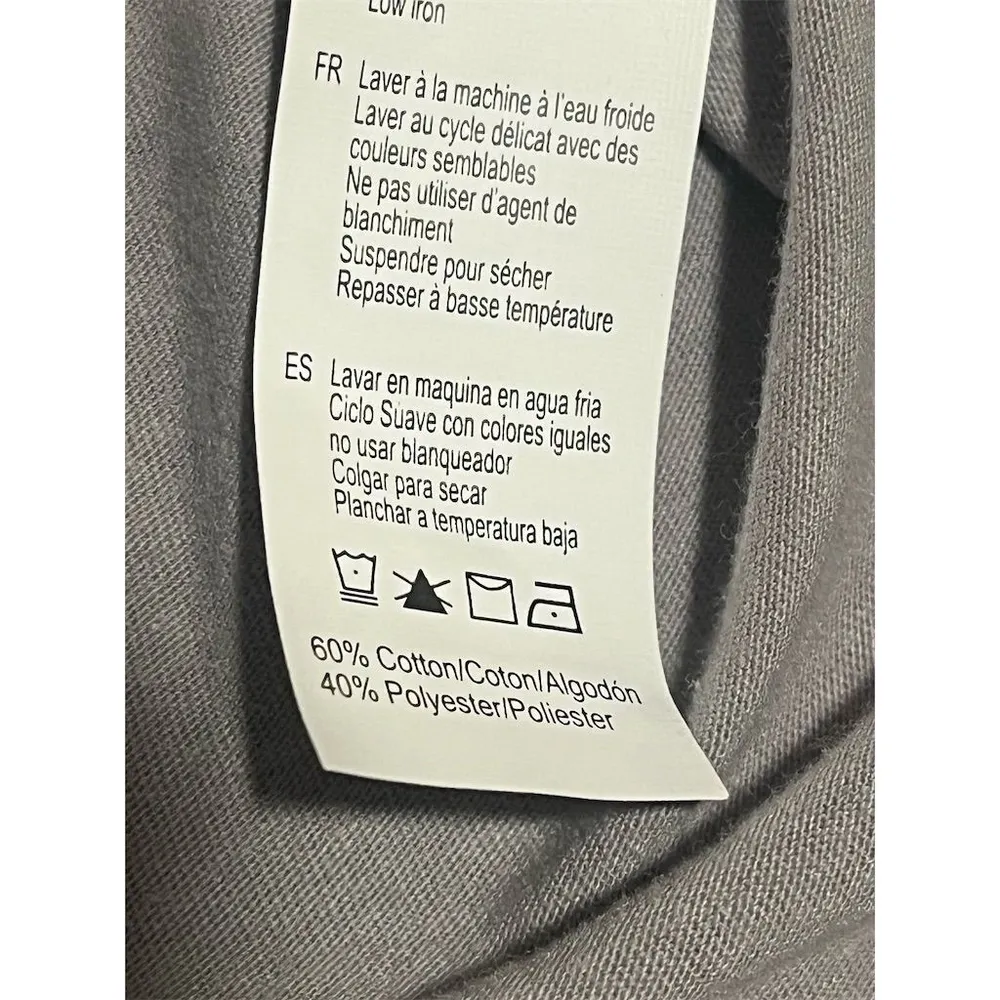 Low Iron
FR Laver à la machine à l'eau froide
Laver au cycle délicat avec des
couleurs semblables
Ne pas utiliser d'agent de
blanchiment
Suspendre pour sécher
Repasser à basse température
ES Lavar en maquina en agua fria
Ciclo Suave con colores iguales
no usar blanqueador
Colgar para secar
Planchar a temperatura baja
60% Cotton/Coton/Algodón
40% Polyester/Poliester